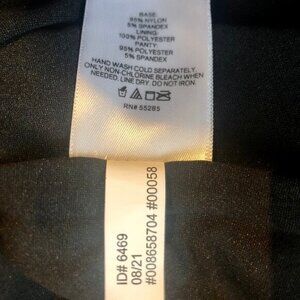 BASE:
95% NYLON
5% SPANDEX
LINING:
100% POLYESTER
PANTY:
95% POLYESTER
5% SPANDEX
HAND WASH COLD SEPARATELY
ONLY NON-CHLORINE BLEACH WHEN
NEEDED. LINE DRY. DO NOT IRON.
RN# 55285
ID# 6469
08/21
#008658704 #00058